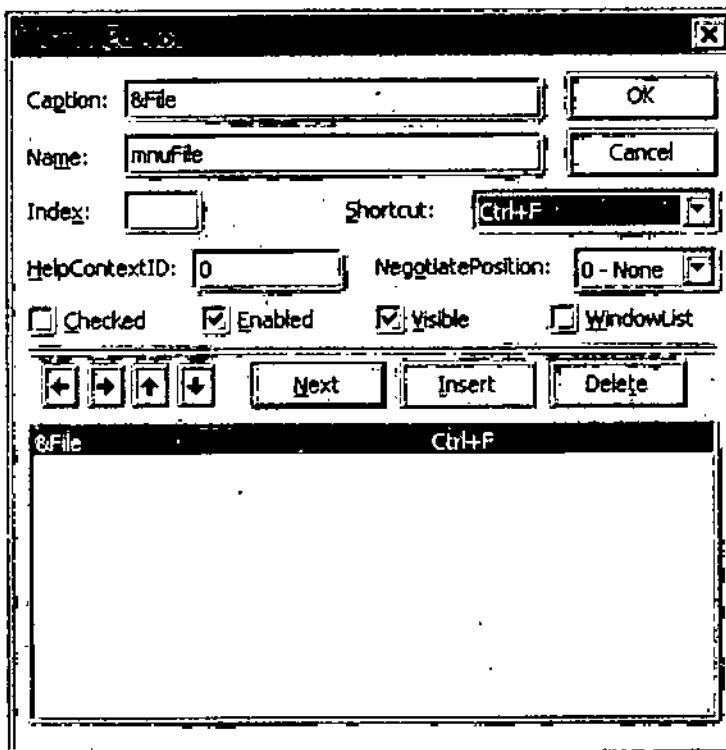 Caption: &File OK
Name: mnuFile Cancel
Index: Shortcut: Ctrl+F
HelpContextID: 0 NegotiatePosition: 0 - None
Checked Enabled Visible WindowList
Next Insert Delete
&File Ctrl+F